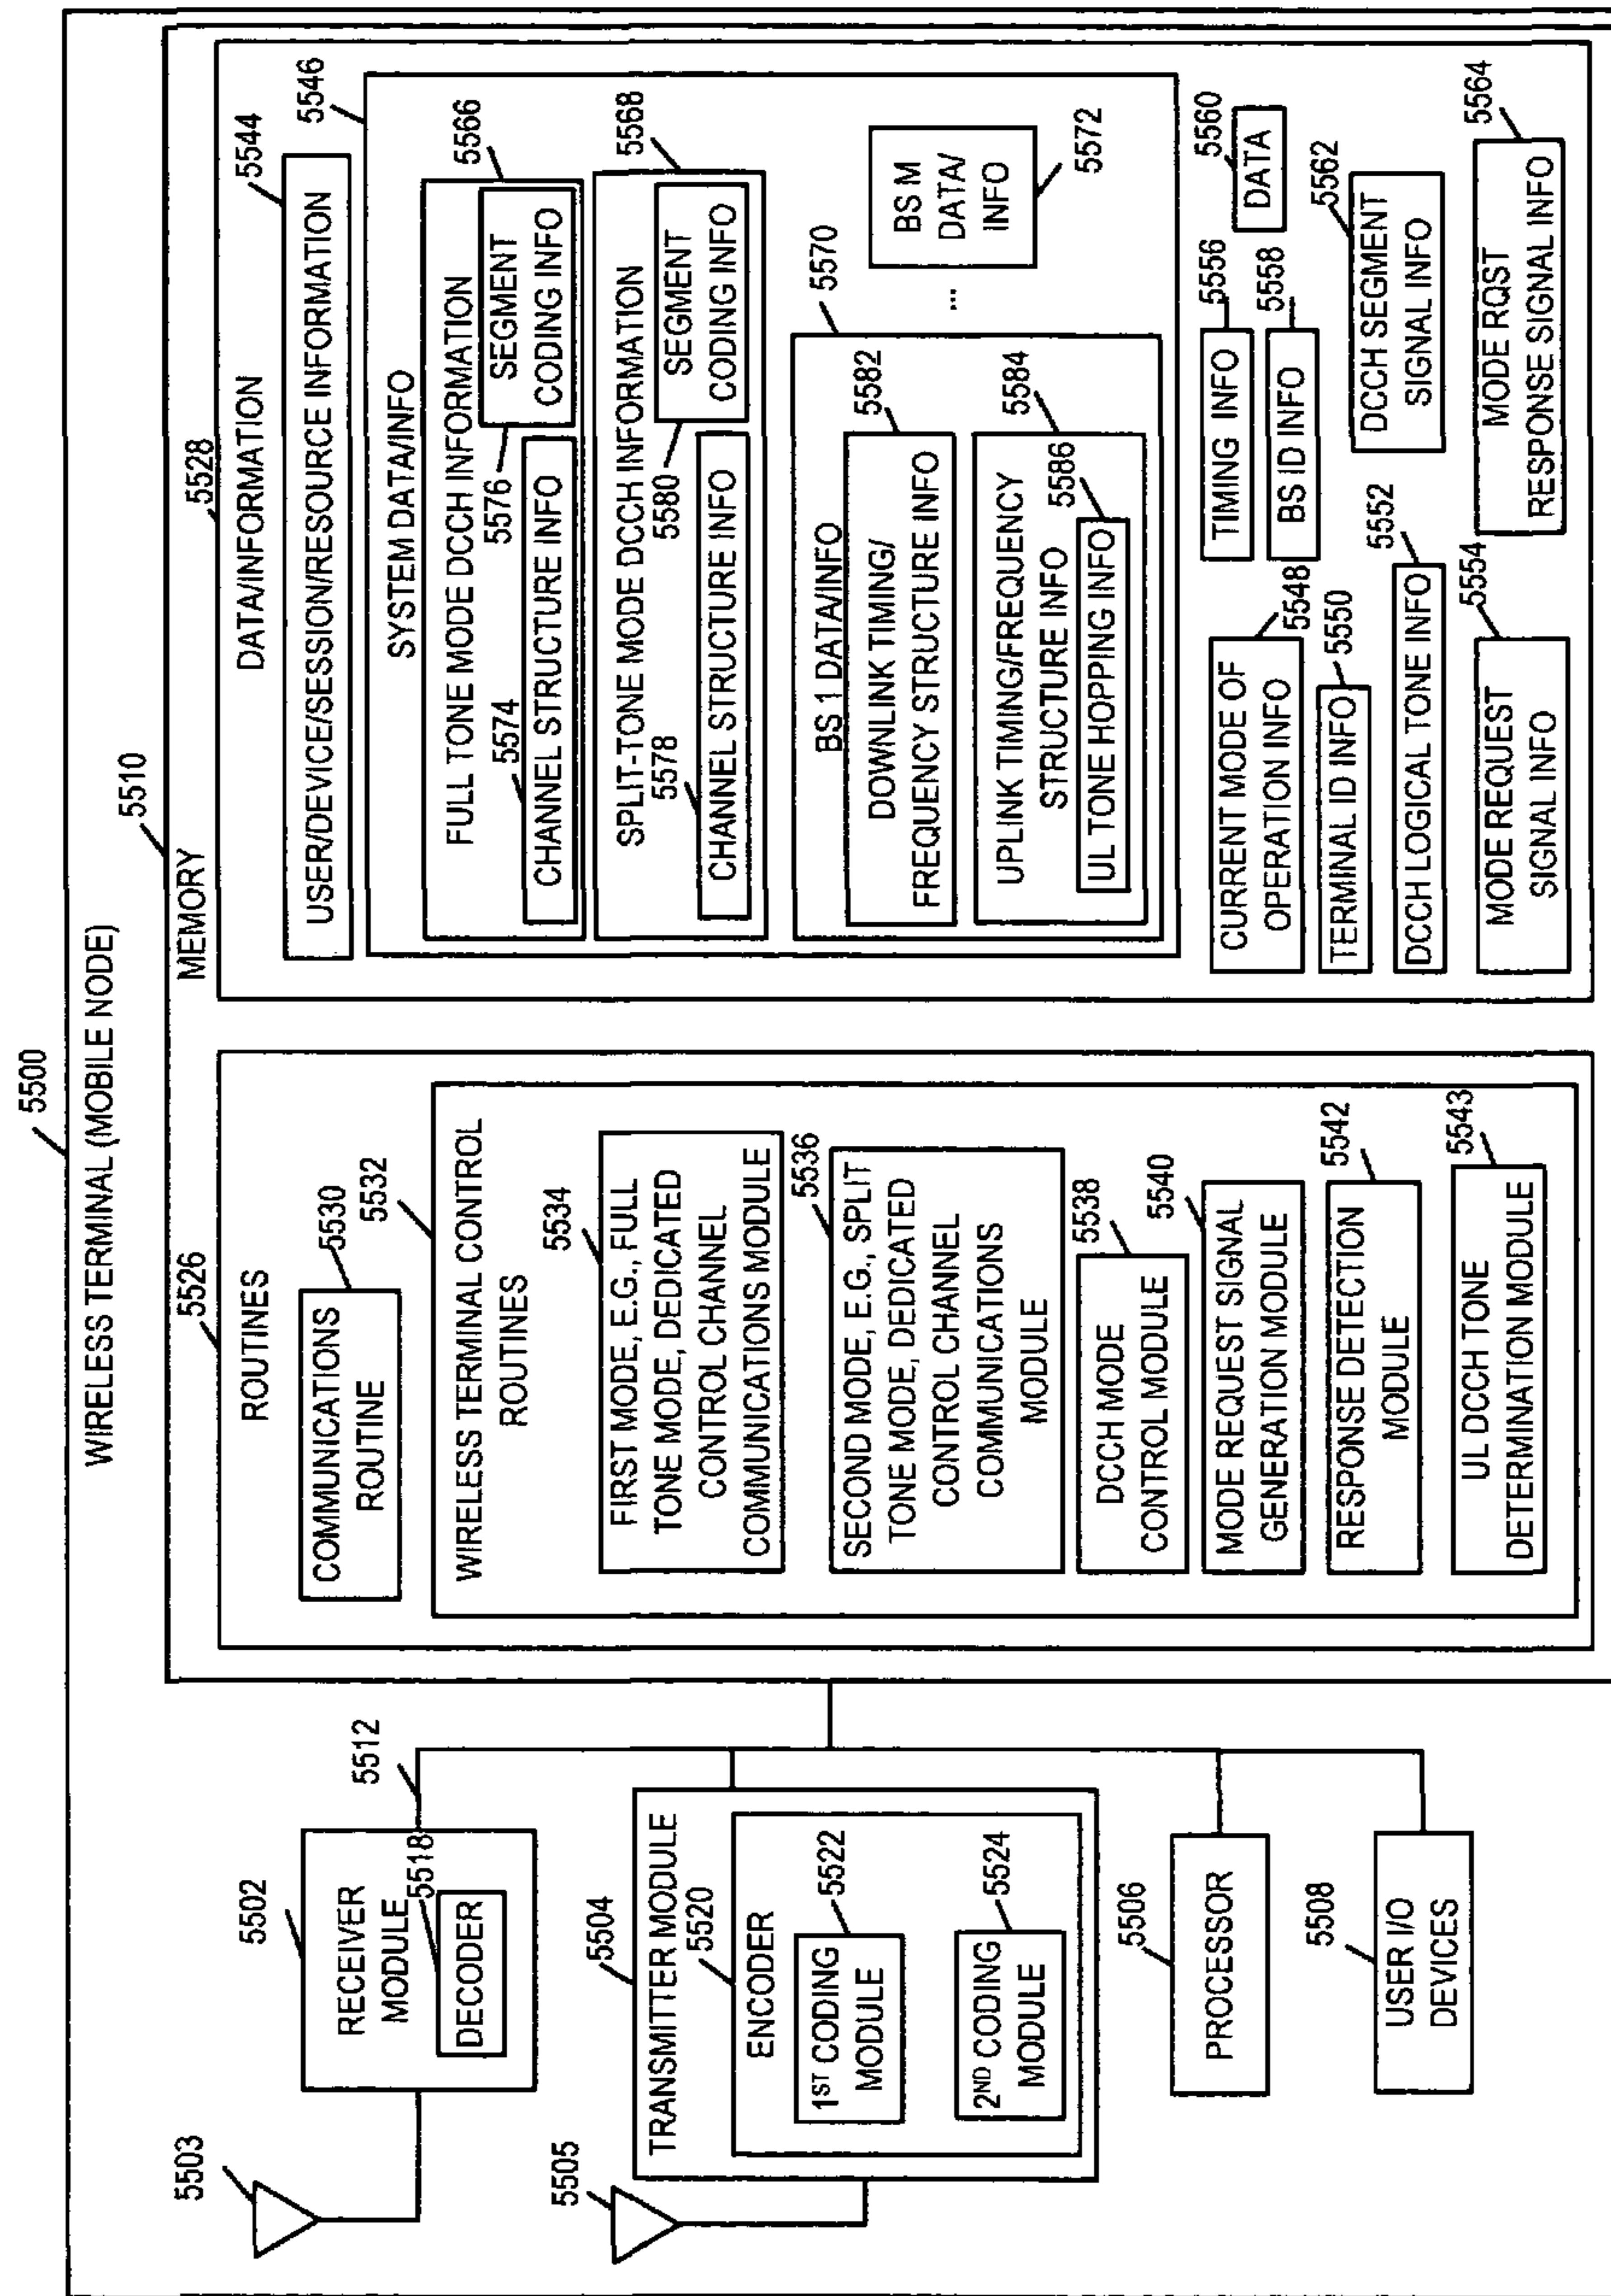 5500
WIRELESS TERMINAL (MOBILE NODE)
5503
5502
RECEIVER
MODULE
5518
DECODER
5512
5505
5504
TRANSMITTER MODULE
5520
ENCODER
5522
1ST CODING
MODULE
5524
2ND CODING
MODULE
5506
PROCESSOR
5508
USER I/O
DEVICES
5510
MEMORY
5526
ROUTINES
5530
COMMUNICATIONS
ROUTINE
5532
WIRELESS TERMINAL CONTROL
ROUTINES
5534
FIRST MODE, E.G., FULL
TONE MODE, DEDICATED
CONTROL CHANNEL
COMMUNICATIONS MODULE
5536
SECOND MODE, E.G., SPLIT
TONE MODE, DEDICATED
CONTROL CHANNEL
COMMUNICATIONS
MODULE
5538
DCCH MODE
CONTROL MODULE
5540
MODE REQUEST SIGNAL
GENERATION MODULE
5542
RESPONSE DETECTION
MODULE
5543
UL DCCH TONE
DETERMINATION MODULE
5528
DATA/INFORMATION
5544
USER/DEVICE/SESSION/RESOURCE INFORMATION
5546
SYSTEM DATA/INFO
5566
FULL TONE MODE DCCH INFORMATION
5574
CHANNEL STRUCTURE INFO
5576
SEGMENT
CODING INFO
5568
SPLIT-TONE MODE DCCH INFORMATION
5578
CHANNEL STRUCTURE INFO
5580
SEGMENT
CODING INFO
5570
BS 1 DATA/INFO
5582
DOWNLINK TIMING/
FREQUENCY STRUCTURE INFO
5584
UPLINK TIMING/FREQUENCY
STRUCTURE INFO
5586
UL TONE HOPPING INFO
...
BS M
DATA/
INFO
5572
CURRENT MODE OF
OPERATION INFO
5548
TERMINAL ID INFO
5550
DCCH LOGICAL TONE INFO
5552
MODE REQUEST
SIGNAL INFO
5554
TIMING INFO
5556
BS ID INFO
5558
DATA
5560
DCCH SEGMENT
SIGNAL INFO
5562
MODE RQST
RESPONSE SIGNAL INFO
5564